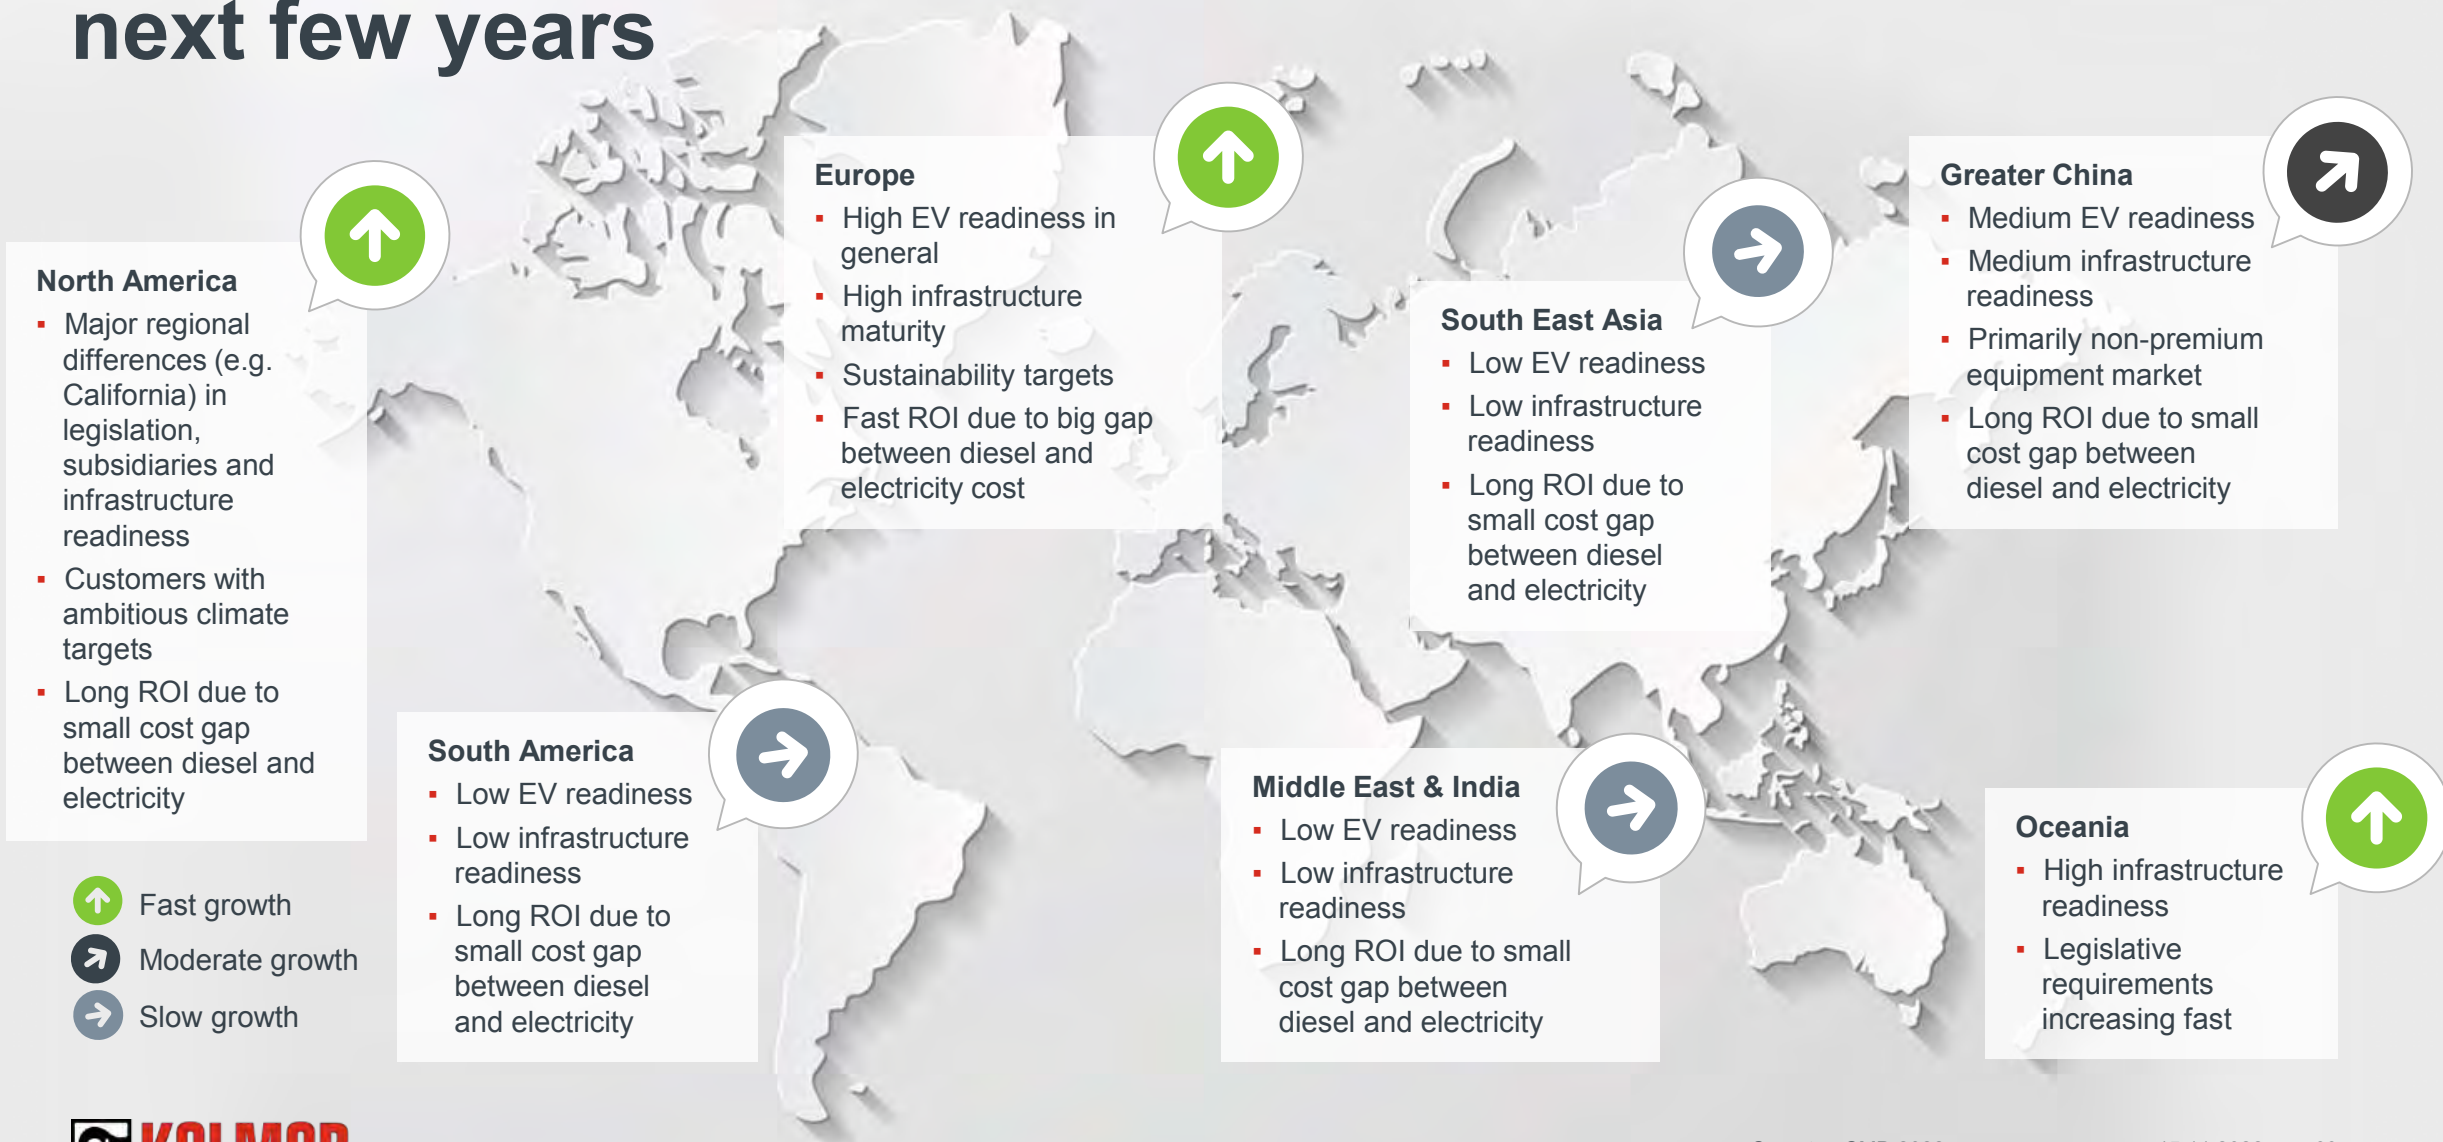 next few years
North America
▪ Major regional
differences (e.g.
California) in
legislation,
subsidiaries and
infrastructure
readiness
▪ Customers with
ambitious climate
targets
▪ Long ROI due to
small cost gap
between diesel and
electricity
Europe
▪ High EV readiness in
general
▪ High infrastructure
maturity
▪ Sustainability targets
▪ Fast ROI due to big gap
between diesel and
electricity cost
South East Asia
▪ Low EV readiness
▪ Low infrastructure
readiness
▪ Long ROI due to
small cost gap
between diesel
and electricity
Greater China
▪ Medium EV readiness
▪ Medium infrastructure
readiness
▪ Primarily non-premium
equipment market
▪ Long ROI due to small
cost gap between
diesel and electricity
South America
▪ Low EV readiness
▪ Low infrastructure
readiness
▪ Long ROI due to
small cost gap
between diesel
and electricity
Middle East & India
▪ Low EV readiness
▪ Low infrastructure
readiness
▪ Long ROI due to small
cost gap between
diesel and electricity
Oceania
▪ High infrastructure
readiness
▪ Legislative
requirements
increasing fast
Fast growth
Moderate growth
Slow growth
KALMAR